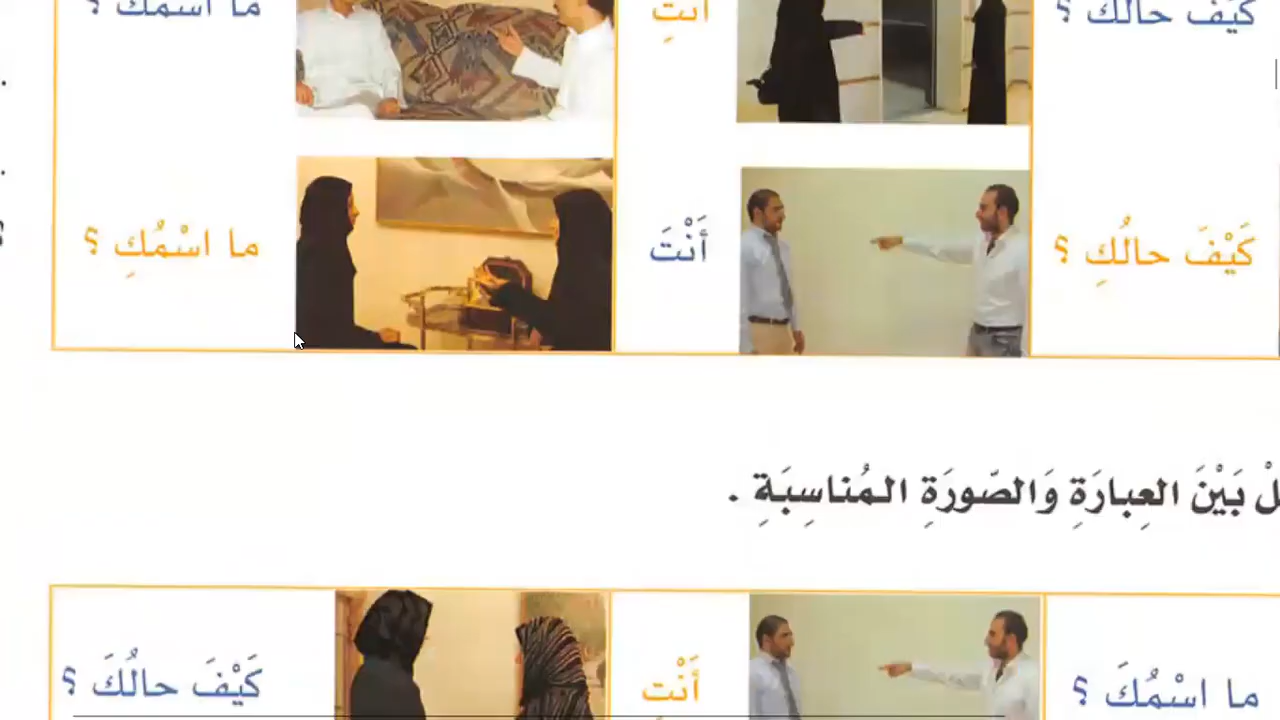 كَيْفَ حالُكَ ؟
أَنْتِ
ما اسْمُكَ ؟
كَيْفَ حالُكِ ؟
أَنْتَ
ما اسْمُكِ ؟
بَيْنَ العِبارَةِ وَالصّورَةِ المُناسِبَةِ .
ما اسْمُكَ ؟
أَنْتِ
كَيْفَ حالُكَ ؟